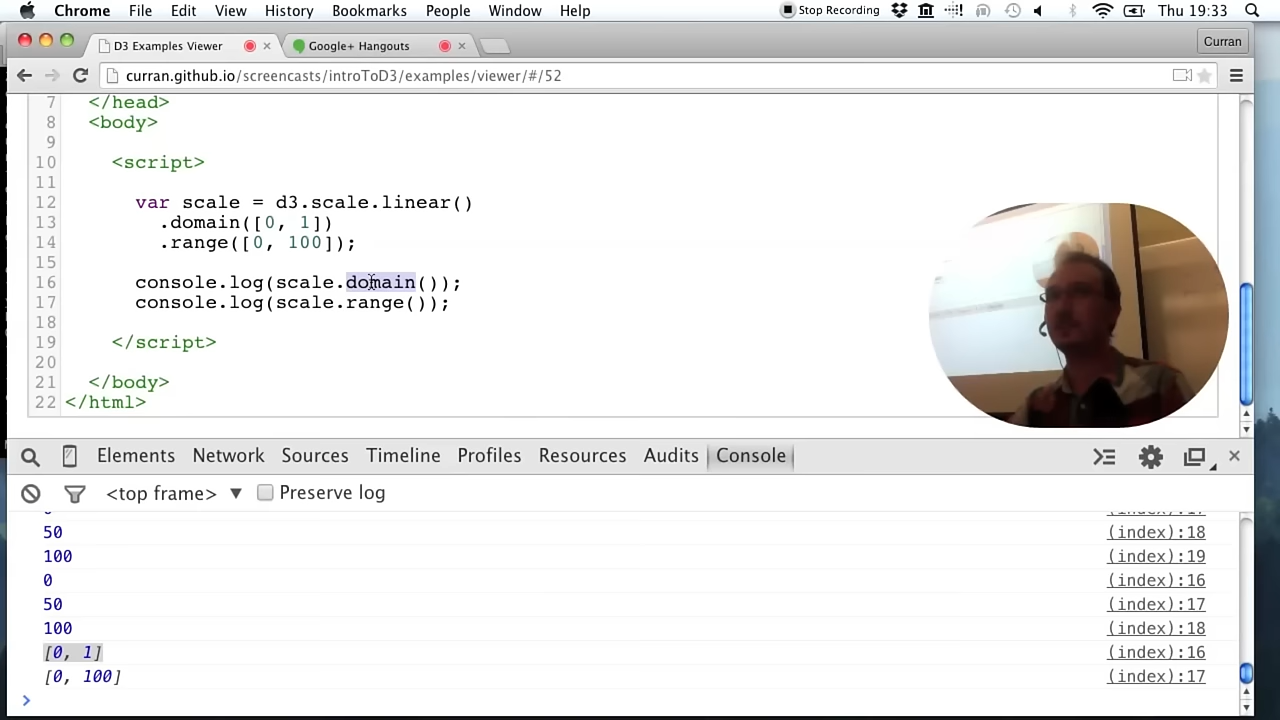 Chrome File Edit View History Bookmarks People Window Help Stop Recording Thu 19:33
D3 Examples Viewer × Google+ Hangouts × Curran
curran.github.io/screencasts/introToD3/examples/viewer/#/52
7 </head>
8 <body>
9
10 <script>
11
12 var scale = d3.scale.linear()
13 .domain([0, 1])
14 .range([0, 100]);
15
16 console.log(scale.domain());
17 console.log(scale.range());
18
19 </script>
20
21 </body>
22 </html>
Elements Network Sources Timeline Profiles Resources Audits Console
<top frame> ▼ Preserve log
50 (index):18
100 (index):19
0 (index):16
50 (index):17
100 (index):18
[0, 1] (index):16
[0, 100] (index):17
>